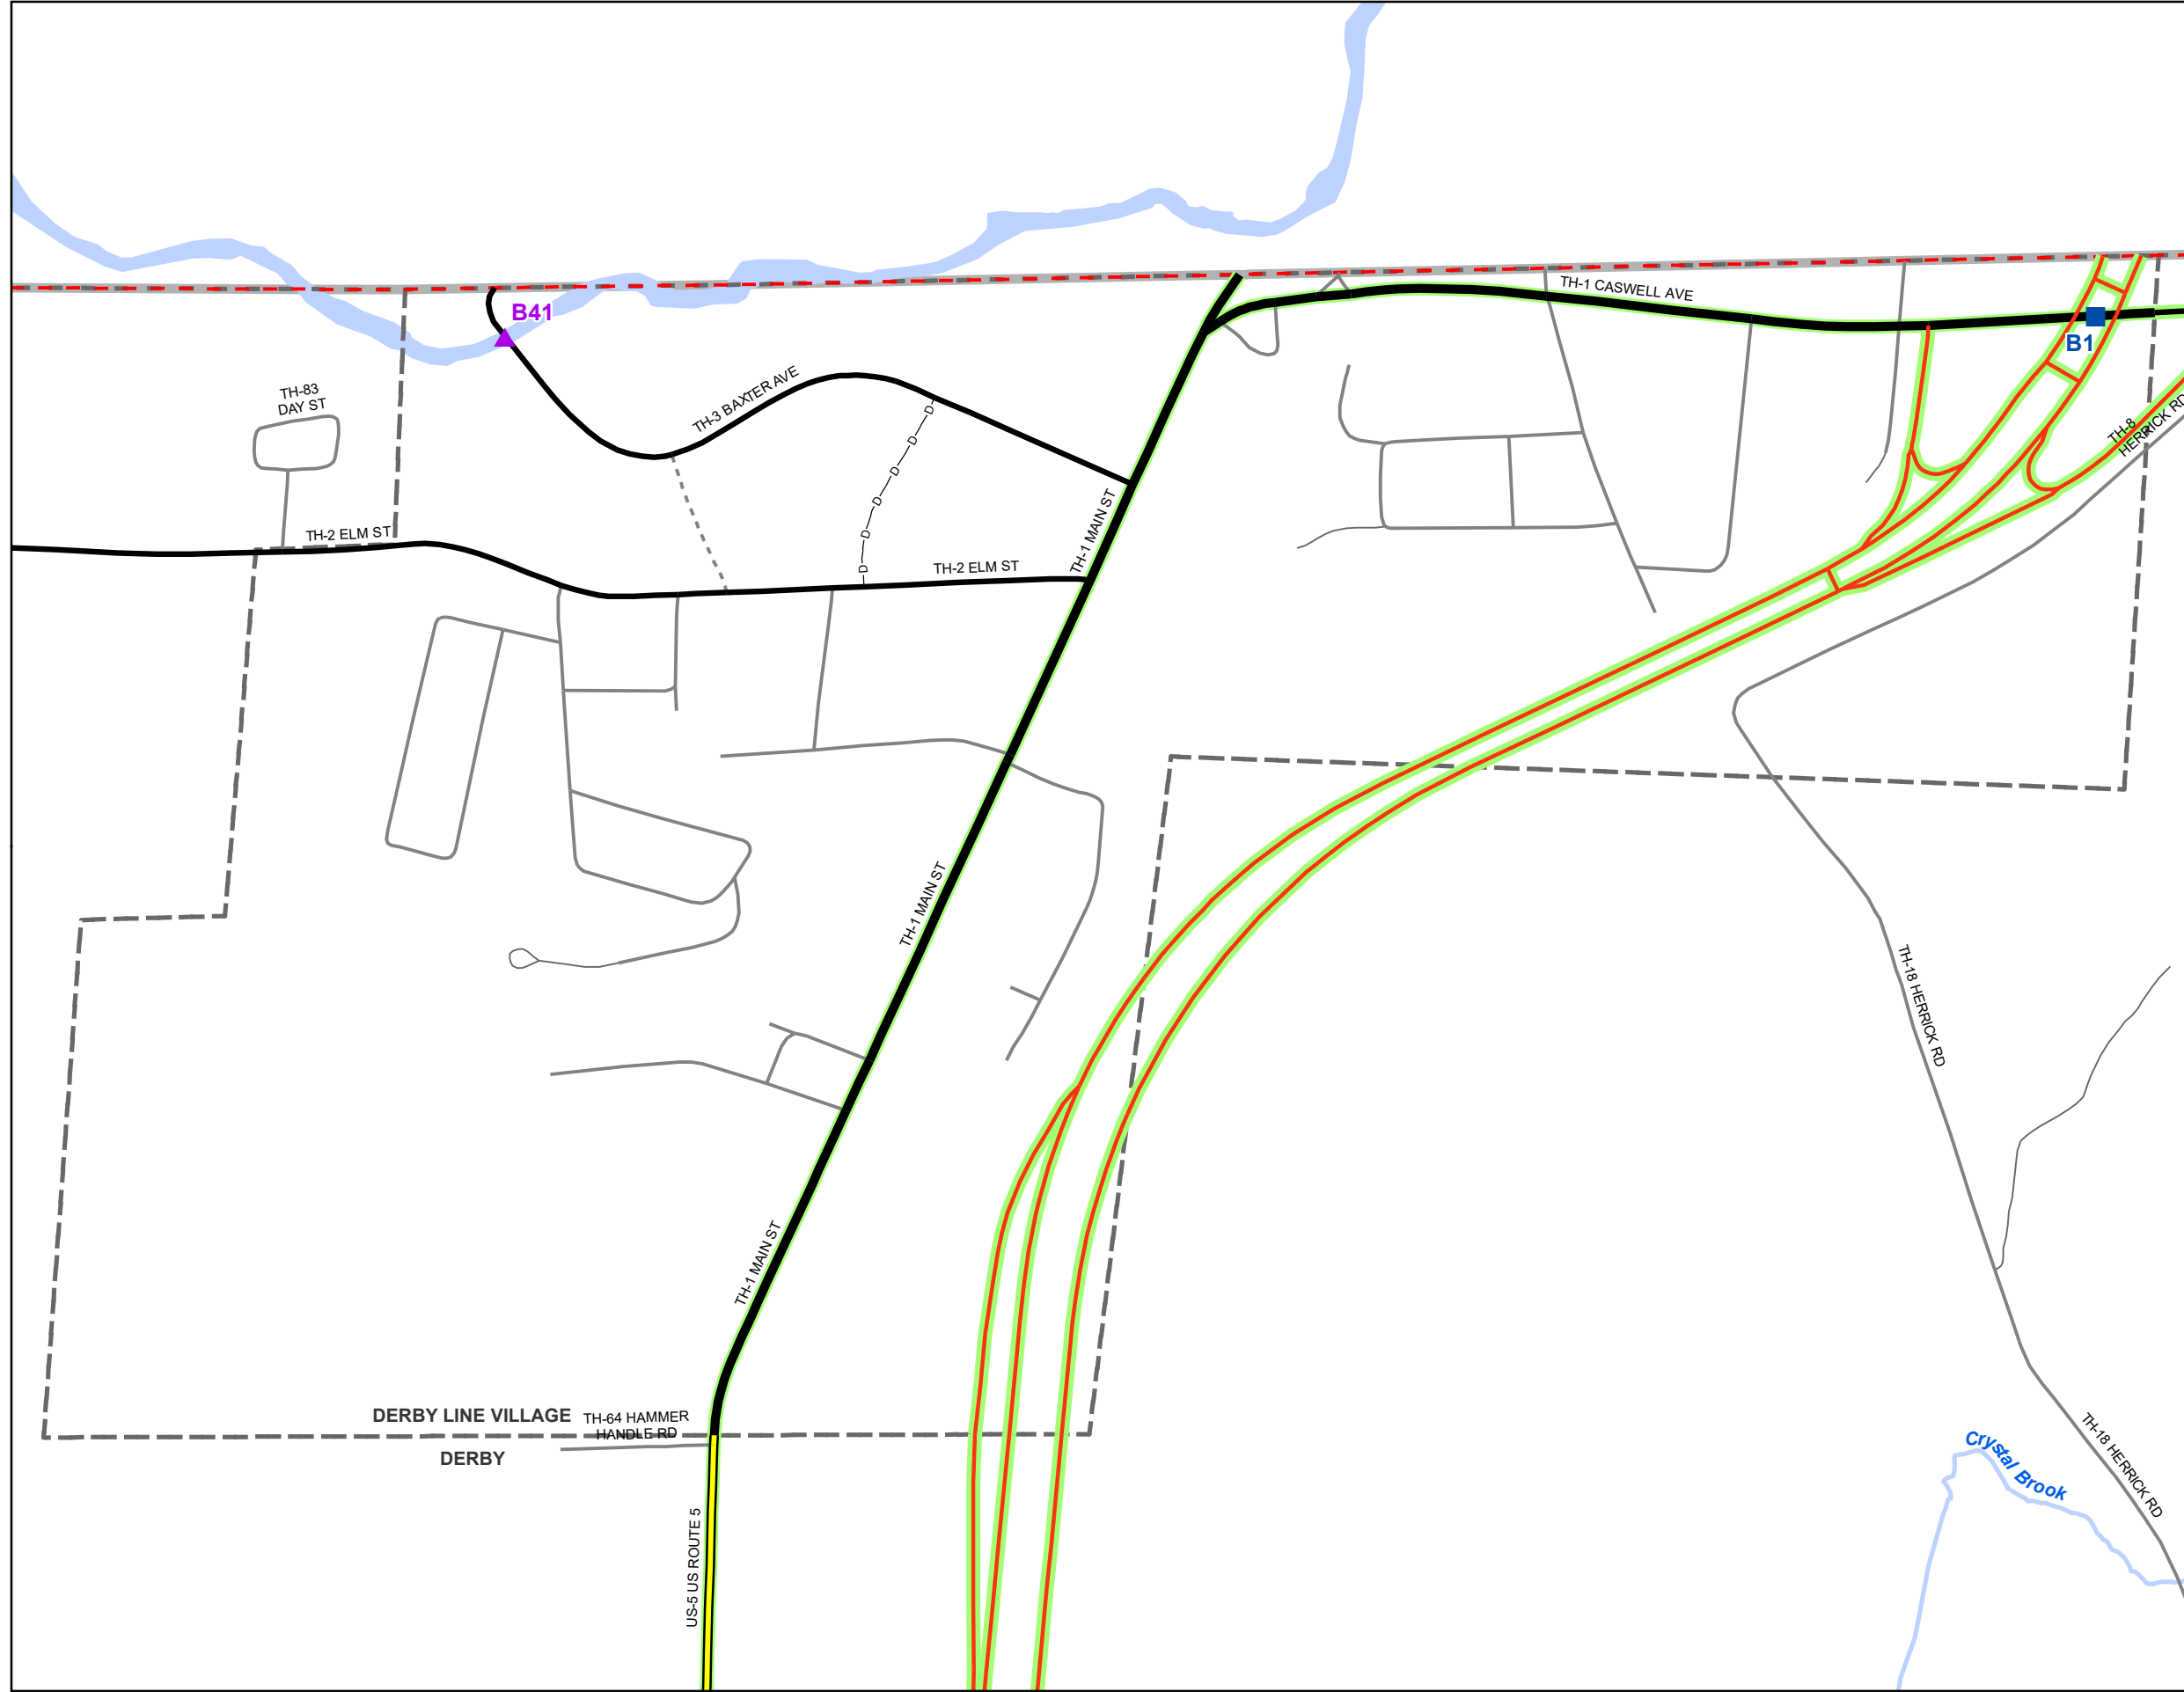 TH-1 CASWELL AVE
B41
B1
TH-83
DAY ST
TH-3 BAXTER AVE
TH-8
HERRICK RD
D
D
D
D
D
D
TH-2 ELM ST
TH-1 MAIN ST
TH-2 ELM ST
TH-1 MAIN ST
TH-18 HERRICK RD
TH-1 MAIN ST
DERBY LINE VILLAGE
TH-64 HAMMER
HANDLE RD
DERBY
Crystal Brook
TH-18 HERRICK RD
US-5 US ROUTE 5